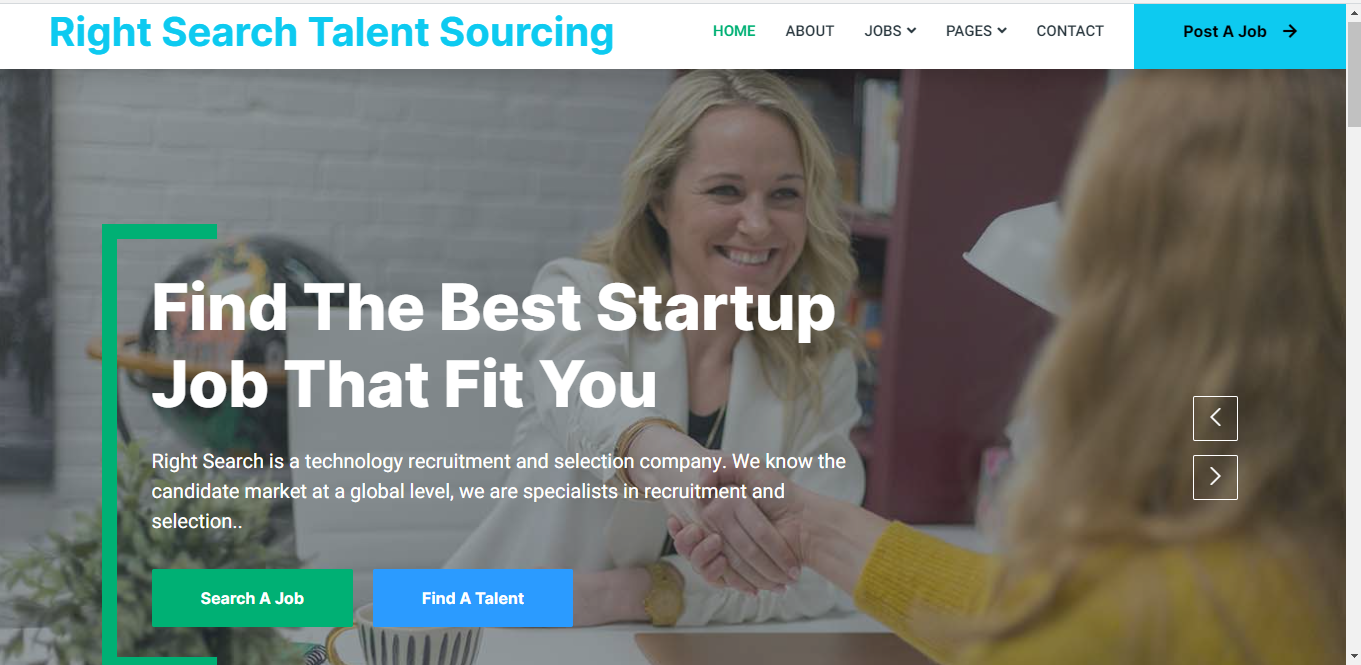 Right Search Talent Sourcing
HOME ABOUT JOBS PAGES CONTACT
Post A Job
Find The Best Startup
Job That Fit You
Right Search is a technology recruitment and selection company. We know the
candidate market at a global level, we are specialists in recruitment and
selection..
Search A Job
Find A Talent